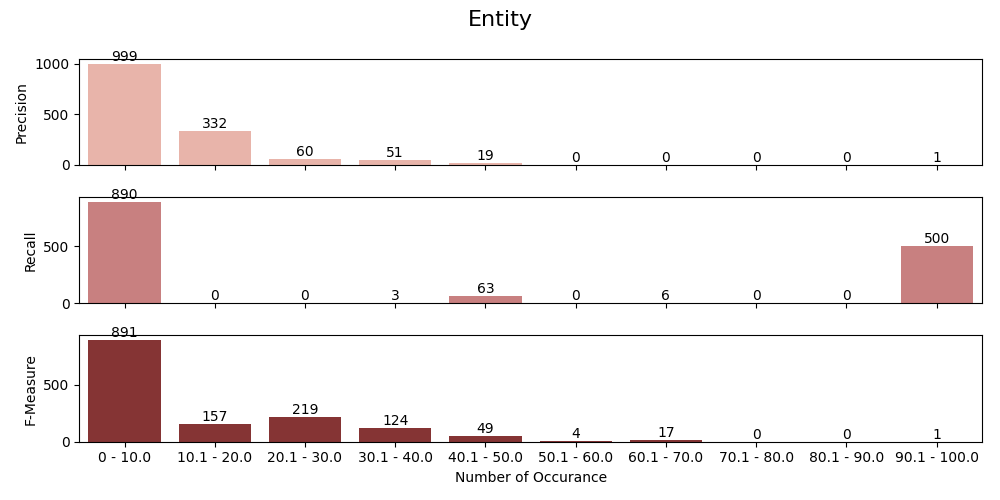 Entity
Precision
1000
500
0
999
332
60
51
19
0
0
0
0
1
Recall
500
0
890
0
0
3
63
0
6
0
0
500
F-Measure
500
0
891
157
219
124
49
4
17
0
0
1
0 - 10.0
10.1 - 20.0
20.1 - 30.0
30.1 - 40.0
40.1 - 50.0
50.1 - 60.0
60.1 - 70.0
70.1 - 80.0
80.1 - 90.0
90.1 - 100.0
Number of Occurance